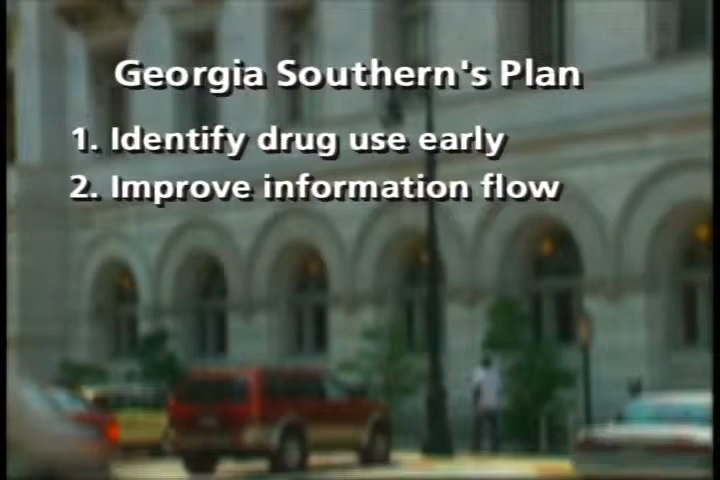 Georgia Southern's Plan
1. Identify drug use early
2. Improve information flow